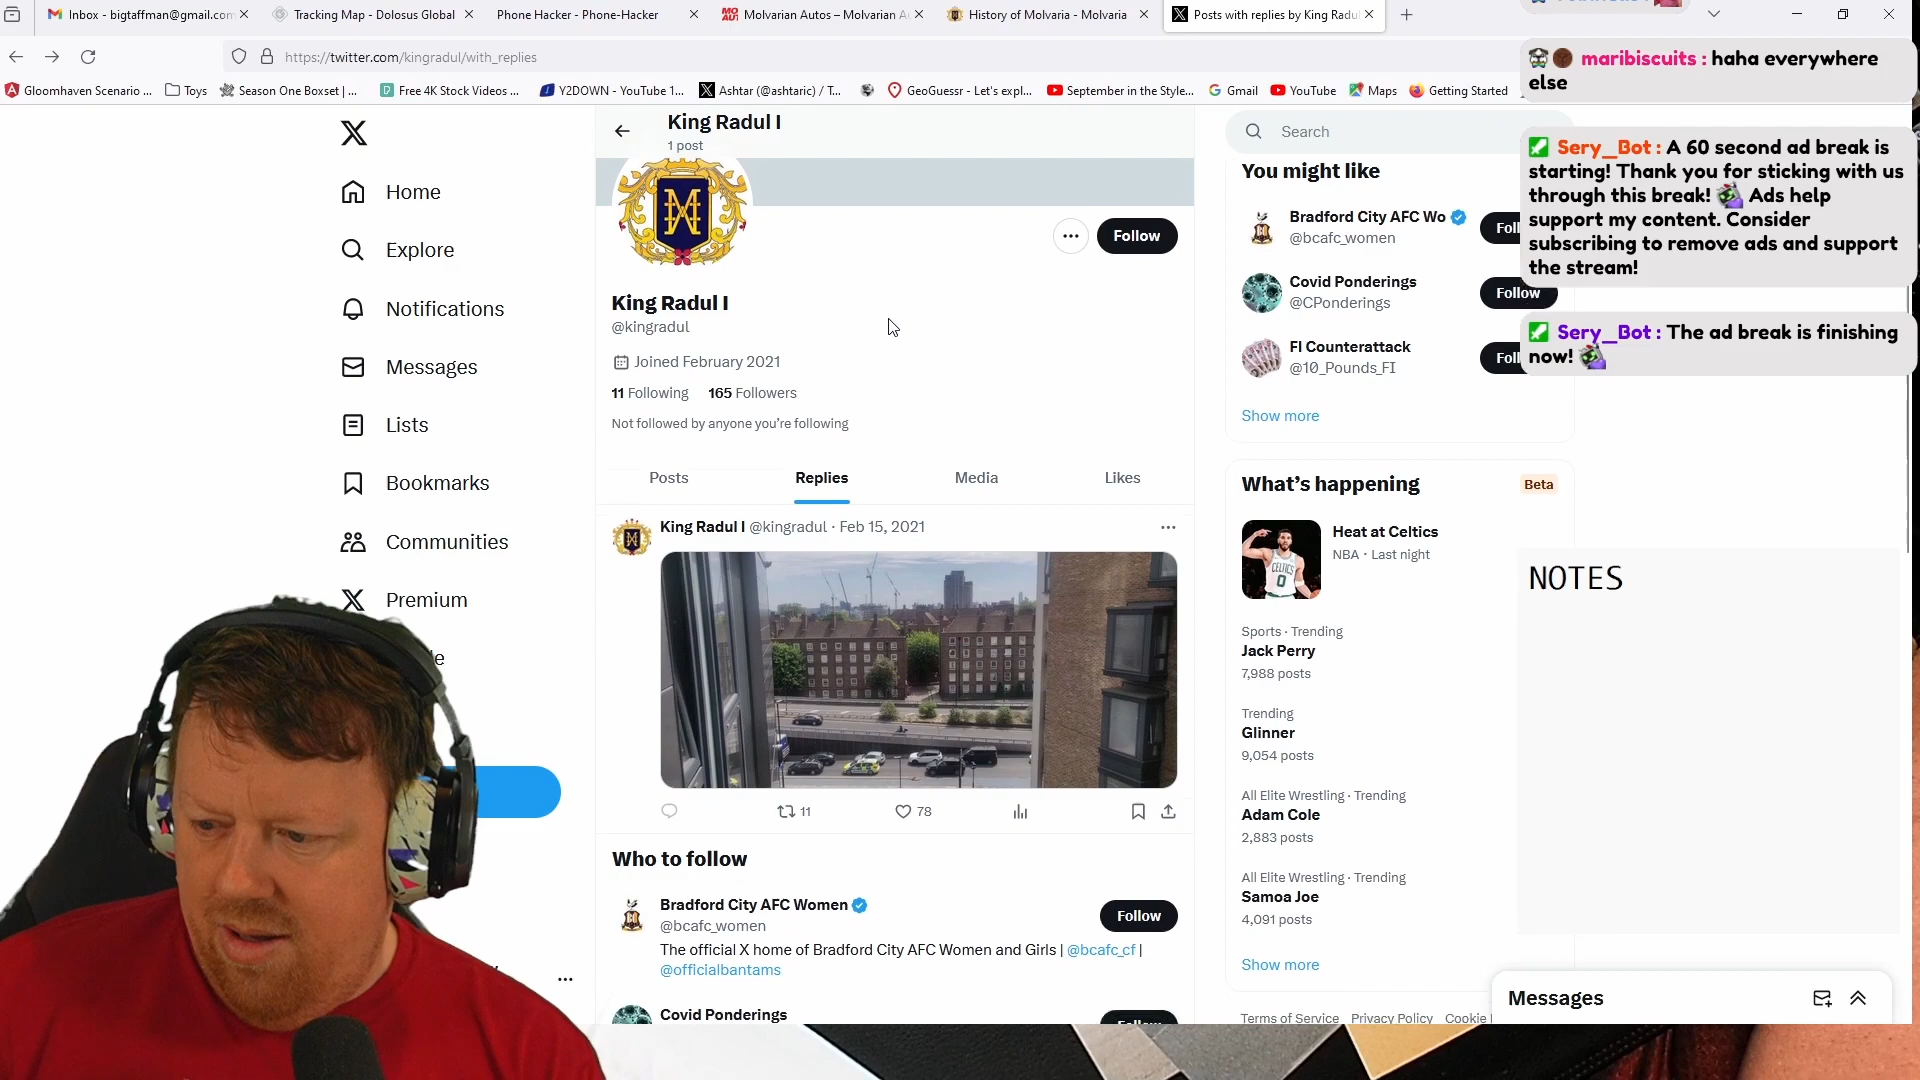 Inbox - bigtaffman@gmail.com
Tracking Map - Dolosus Global
Phone Hacker - Phone-Hacker
Molvarian Autos – Molvarian A
History of Molvaria - Molvaria
Posts with replies by King Radu
https://twitter.com/kingradul/with_replies
Gloomhaven Scenario ...
Toys
Season One Boxset | ...
Free 4K Stock Videos ...
Y2DOWN - YouTube 1...
Ashtar (@ashtaric) / T...
GeoGuessr - Let's expl...
September in the Style...
Gmail
YouTube
Maps
Getting Started
maribiscuits : haha everywhere
else
Sery_Bot : A 60 second ad break is
starting! Thank you for sticking with us
through this break! Ads help
support my content. Consider
subscribing to remove ads and support
the stream!
Sery_Bot : The ad break is finishing
now!
Home
Explore
Notifications
Messages
Lists
Bookmarks
Communities
Premium
King Radul I
1 post
Follow
King Radul I
@kingradul
Joined February 2021
11 Following 165 Followers
Not followed by anyone you're following
Posts
Replies
Media
Likes
King Radul I @kingradul · Feb 15, 2021
11
78
Who to follow
Bradford City AFC Women
@bcafc_women
Follow
The official X home of Bradford City AFC Women and Girls | @bcafc_cf |
@officialbantams
Covid Ponderings
Follow
Search
You might like
Bradford City AFC Wo
@bcafc_women
Foll
Covid Ponderings
@CPonderings
Follow
FI Counterattack
@10_Pounds_FI
Foll
Show more
What's happening
Beta
Heat at Celtics
NBA · Last night
Sports · Trending
Jack Perry
7,988 posts
Trending
Glinner
9,054 posts
All Elite Wrestling · Trending
Adam Cole
2,883 posts
All Elite Wrestling · Trending
Samoa Joe
4,091 posts
Show more
Terms of Service Privacy Policy Cookie
NOTES
Messages